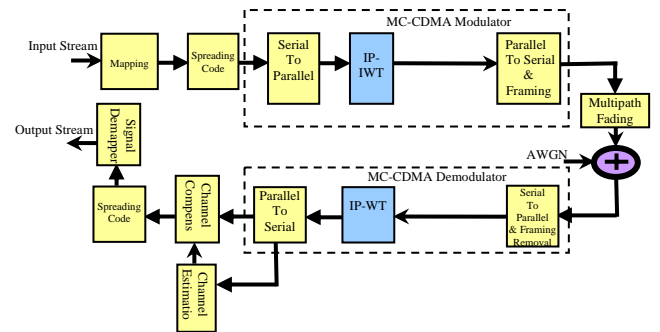 MC-CDMA Modulator
Input Stream
Mapping
Spreading
Code
Serial
To
Parallel
IP-
IWT
Parallel
To Serial
&
Framing
Multipath
Fading
AWGN
+
Output Stream
Signal
Demapper
MC-CDMA Demodulator
Spreading
Code
Channel
Compens
Parallel
To
Serial
IP-WT
Serial
To
Parallel
& Framing
Removal
Channel
Estimatio